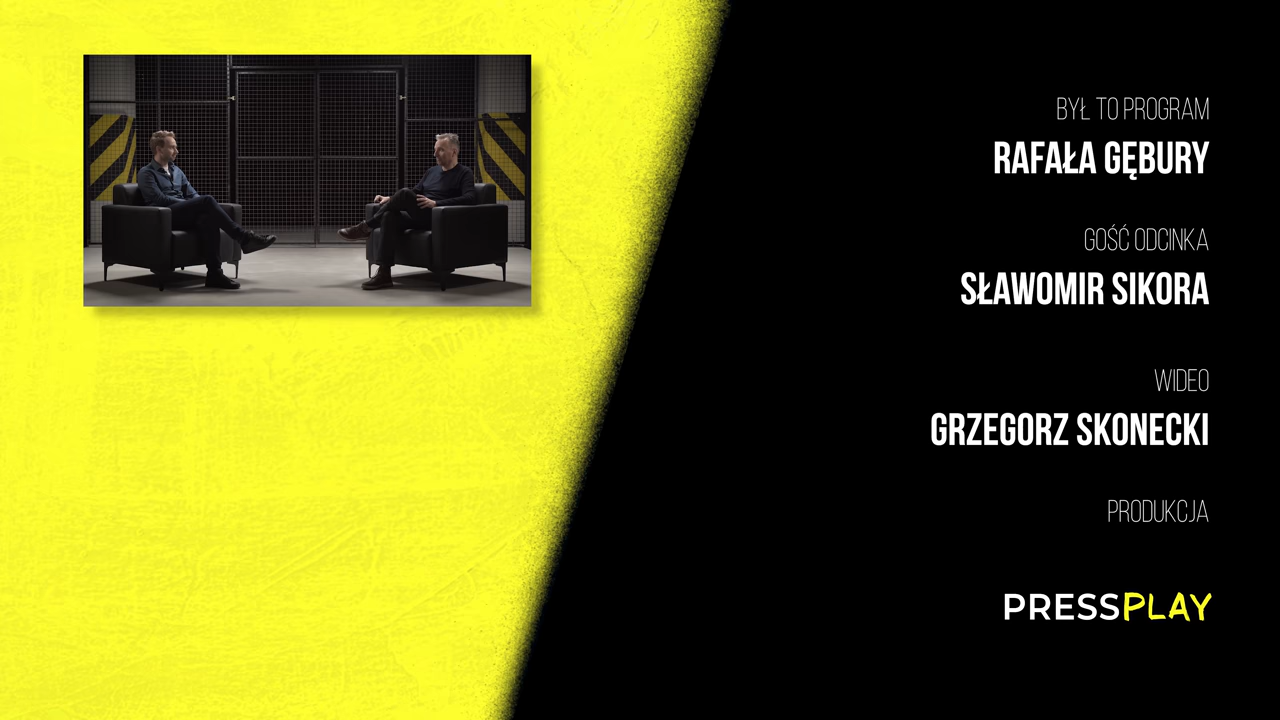 BYŁ TO PROGRAM
RAFAŁA GĘBURY
GOŚĆ ODCINKA
SŁAWOMIR SIKORA
WIDEO
GRZEGORZ SKONECKI
PRODUKCJA
PRESSPLAY